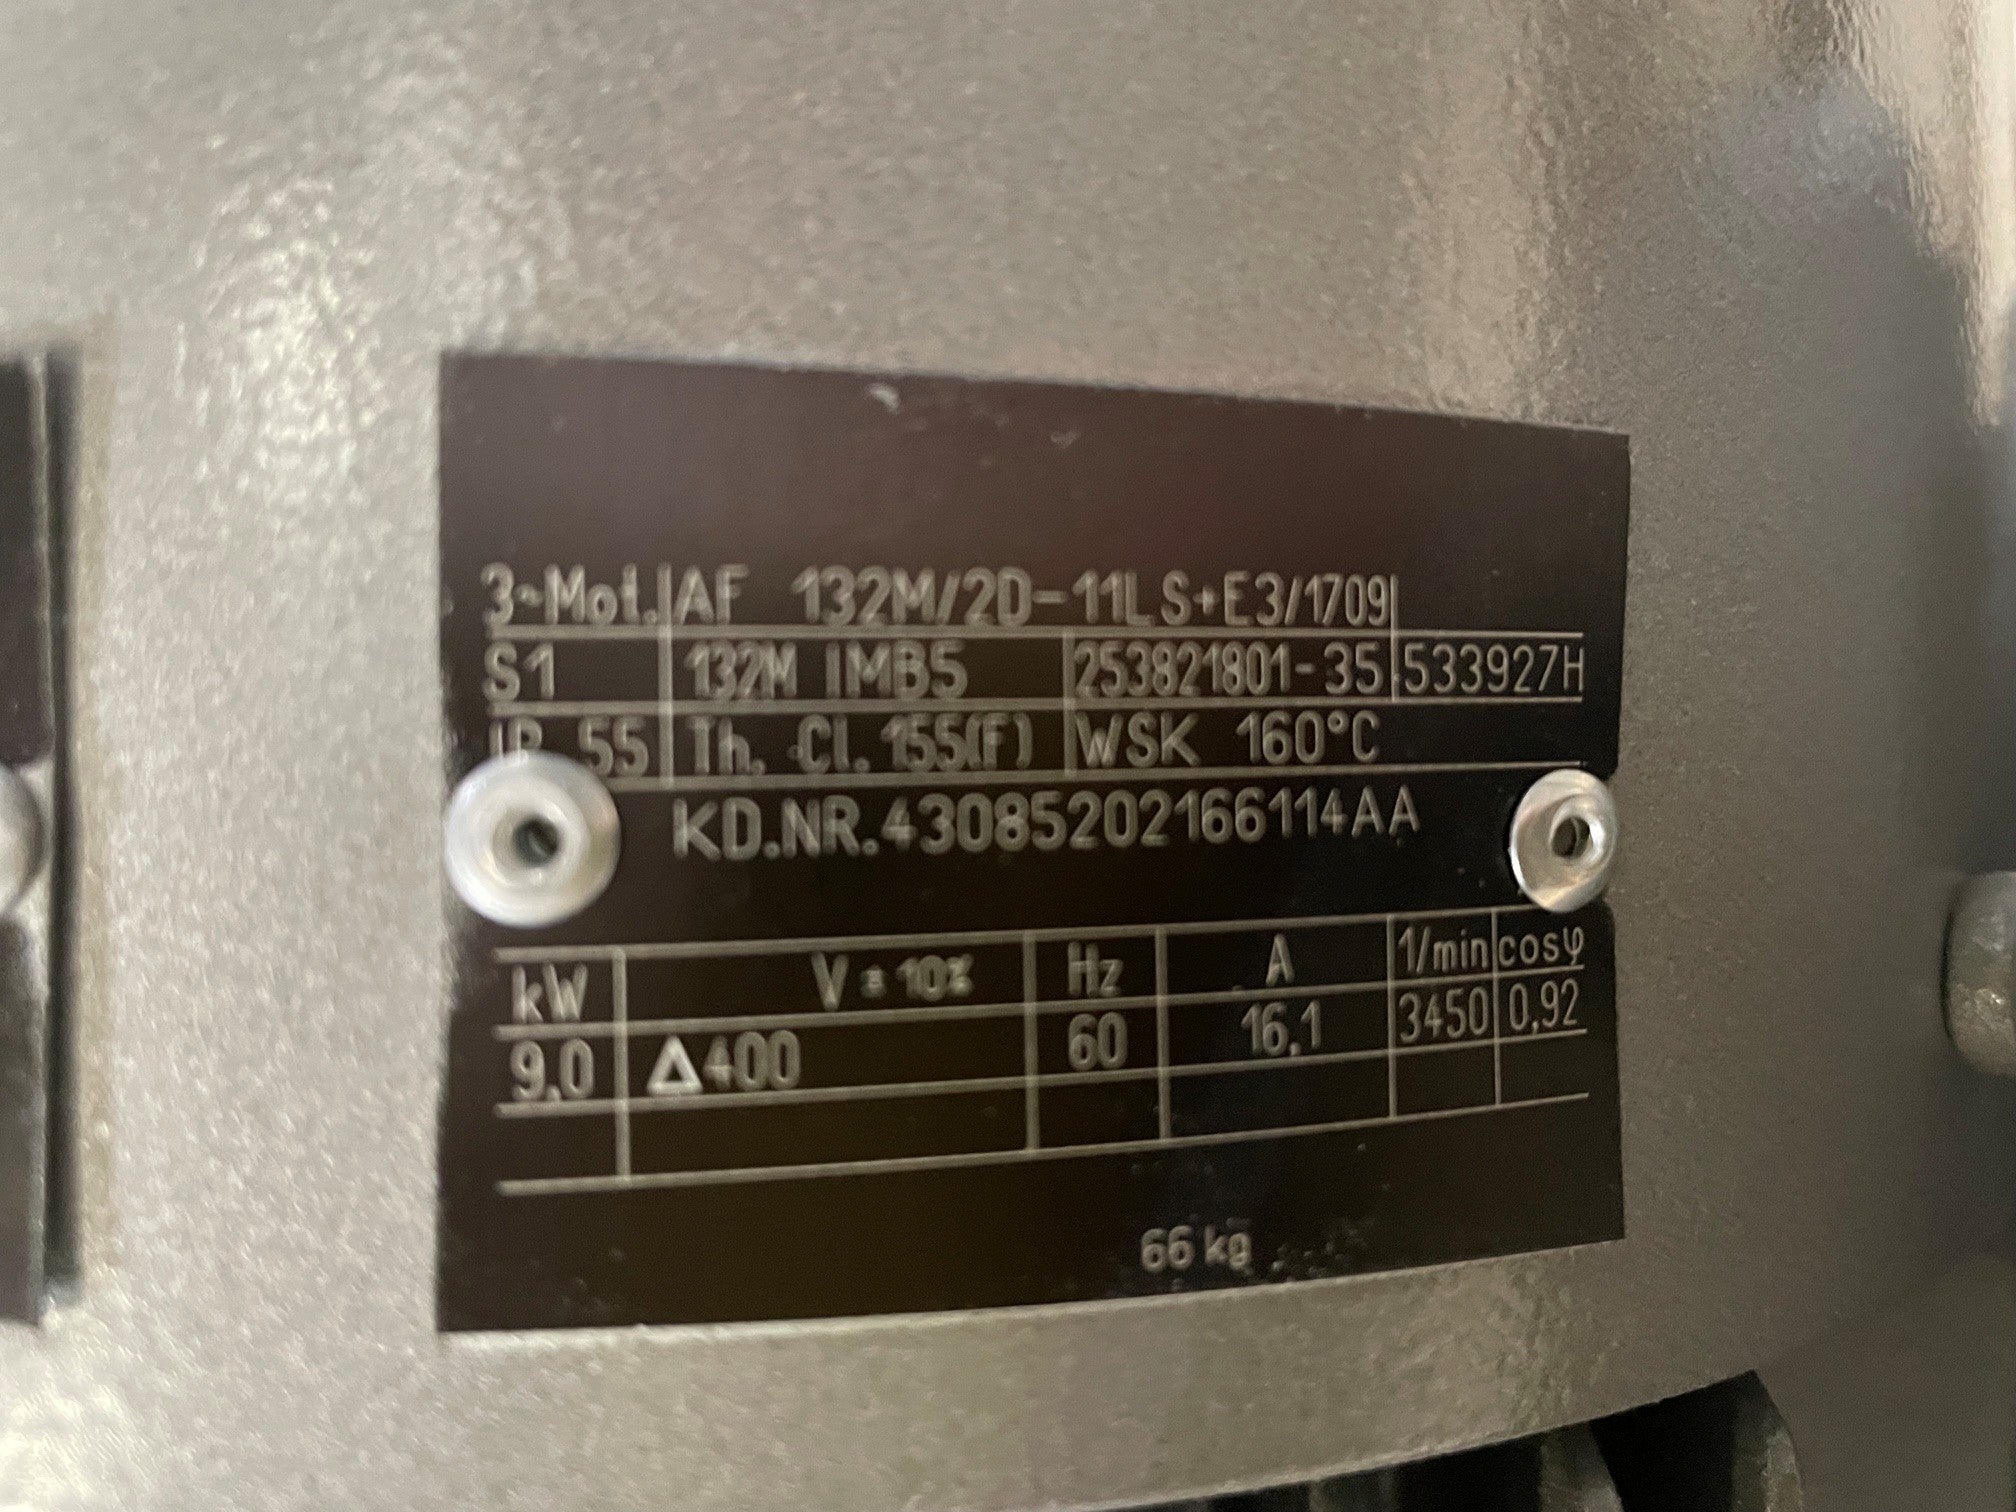 3~Mot. AF 132M/2D-11LS+E3/1709
S1 132M IMB5 253821801-35 533927H
IP 55 Th. Cl. 155(F) WSK 160°C
KD.NR.43085202166114AA
kW V ± 10% Hz A 1/min cosφ
9,0 Δ400 60 16,1 3450 0,92
66 kg